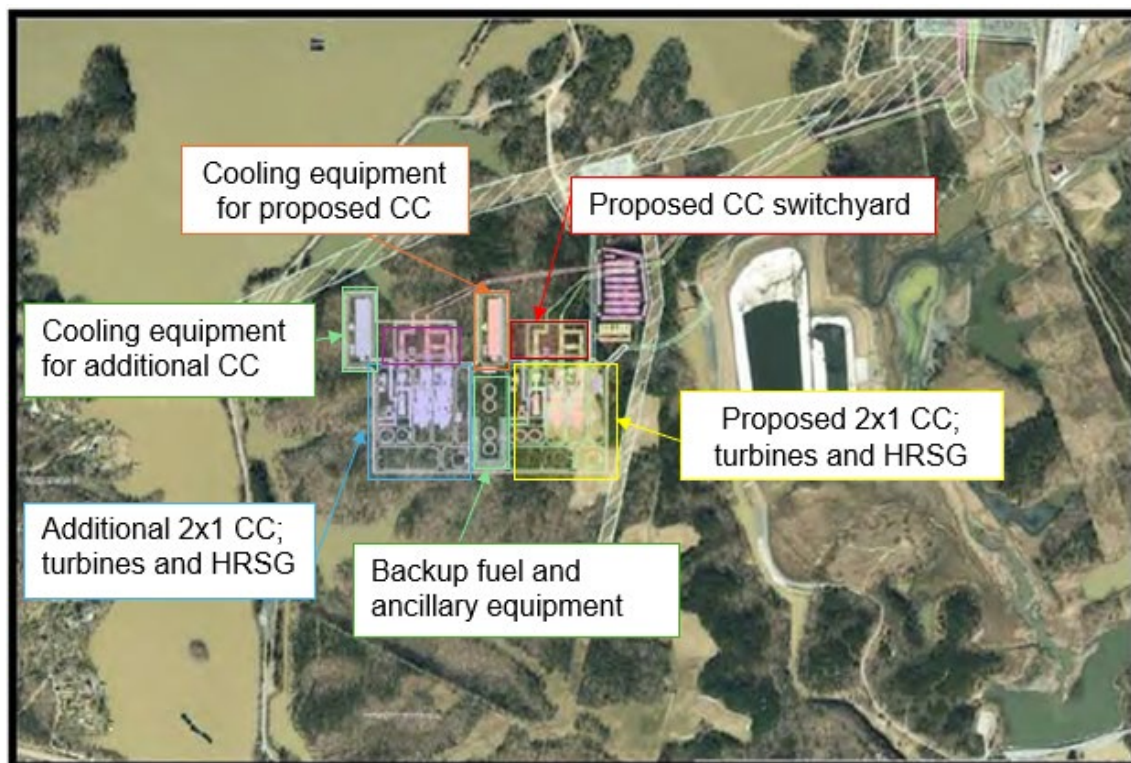 Cooling equipment
for proposed CC
Proposed CC switchyard
Cooling equipment
for additional CC
Proposed 2x1 CC;
turbines and HRSG
Additional 2x1 CC;
turbines and HRSG
Backup fuel and
ancillary equipment